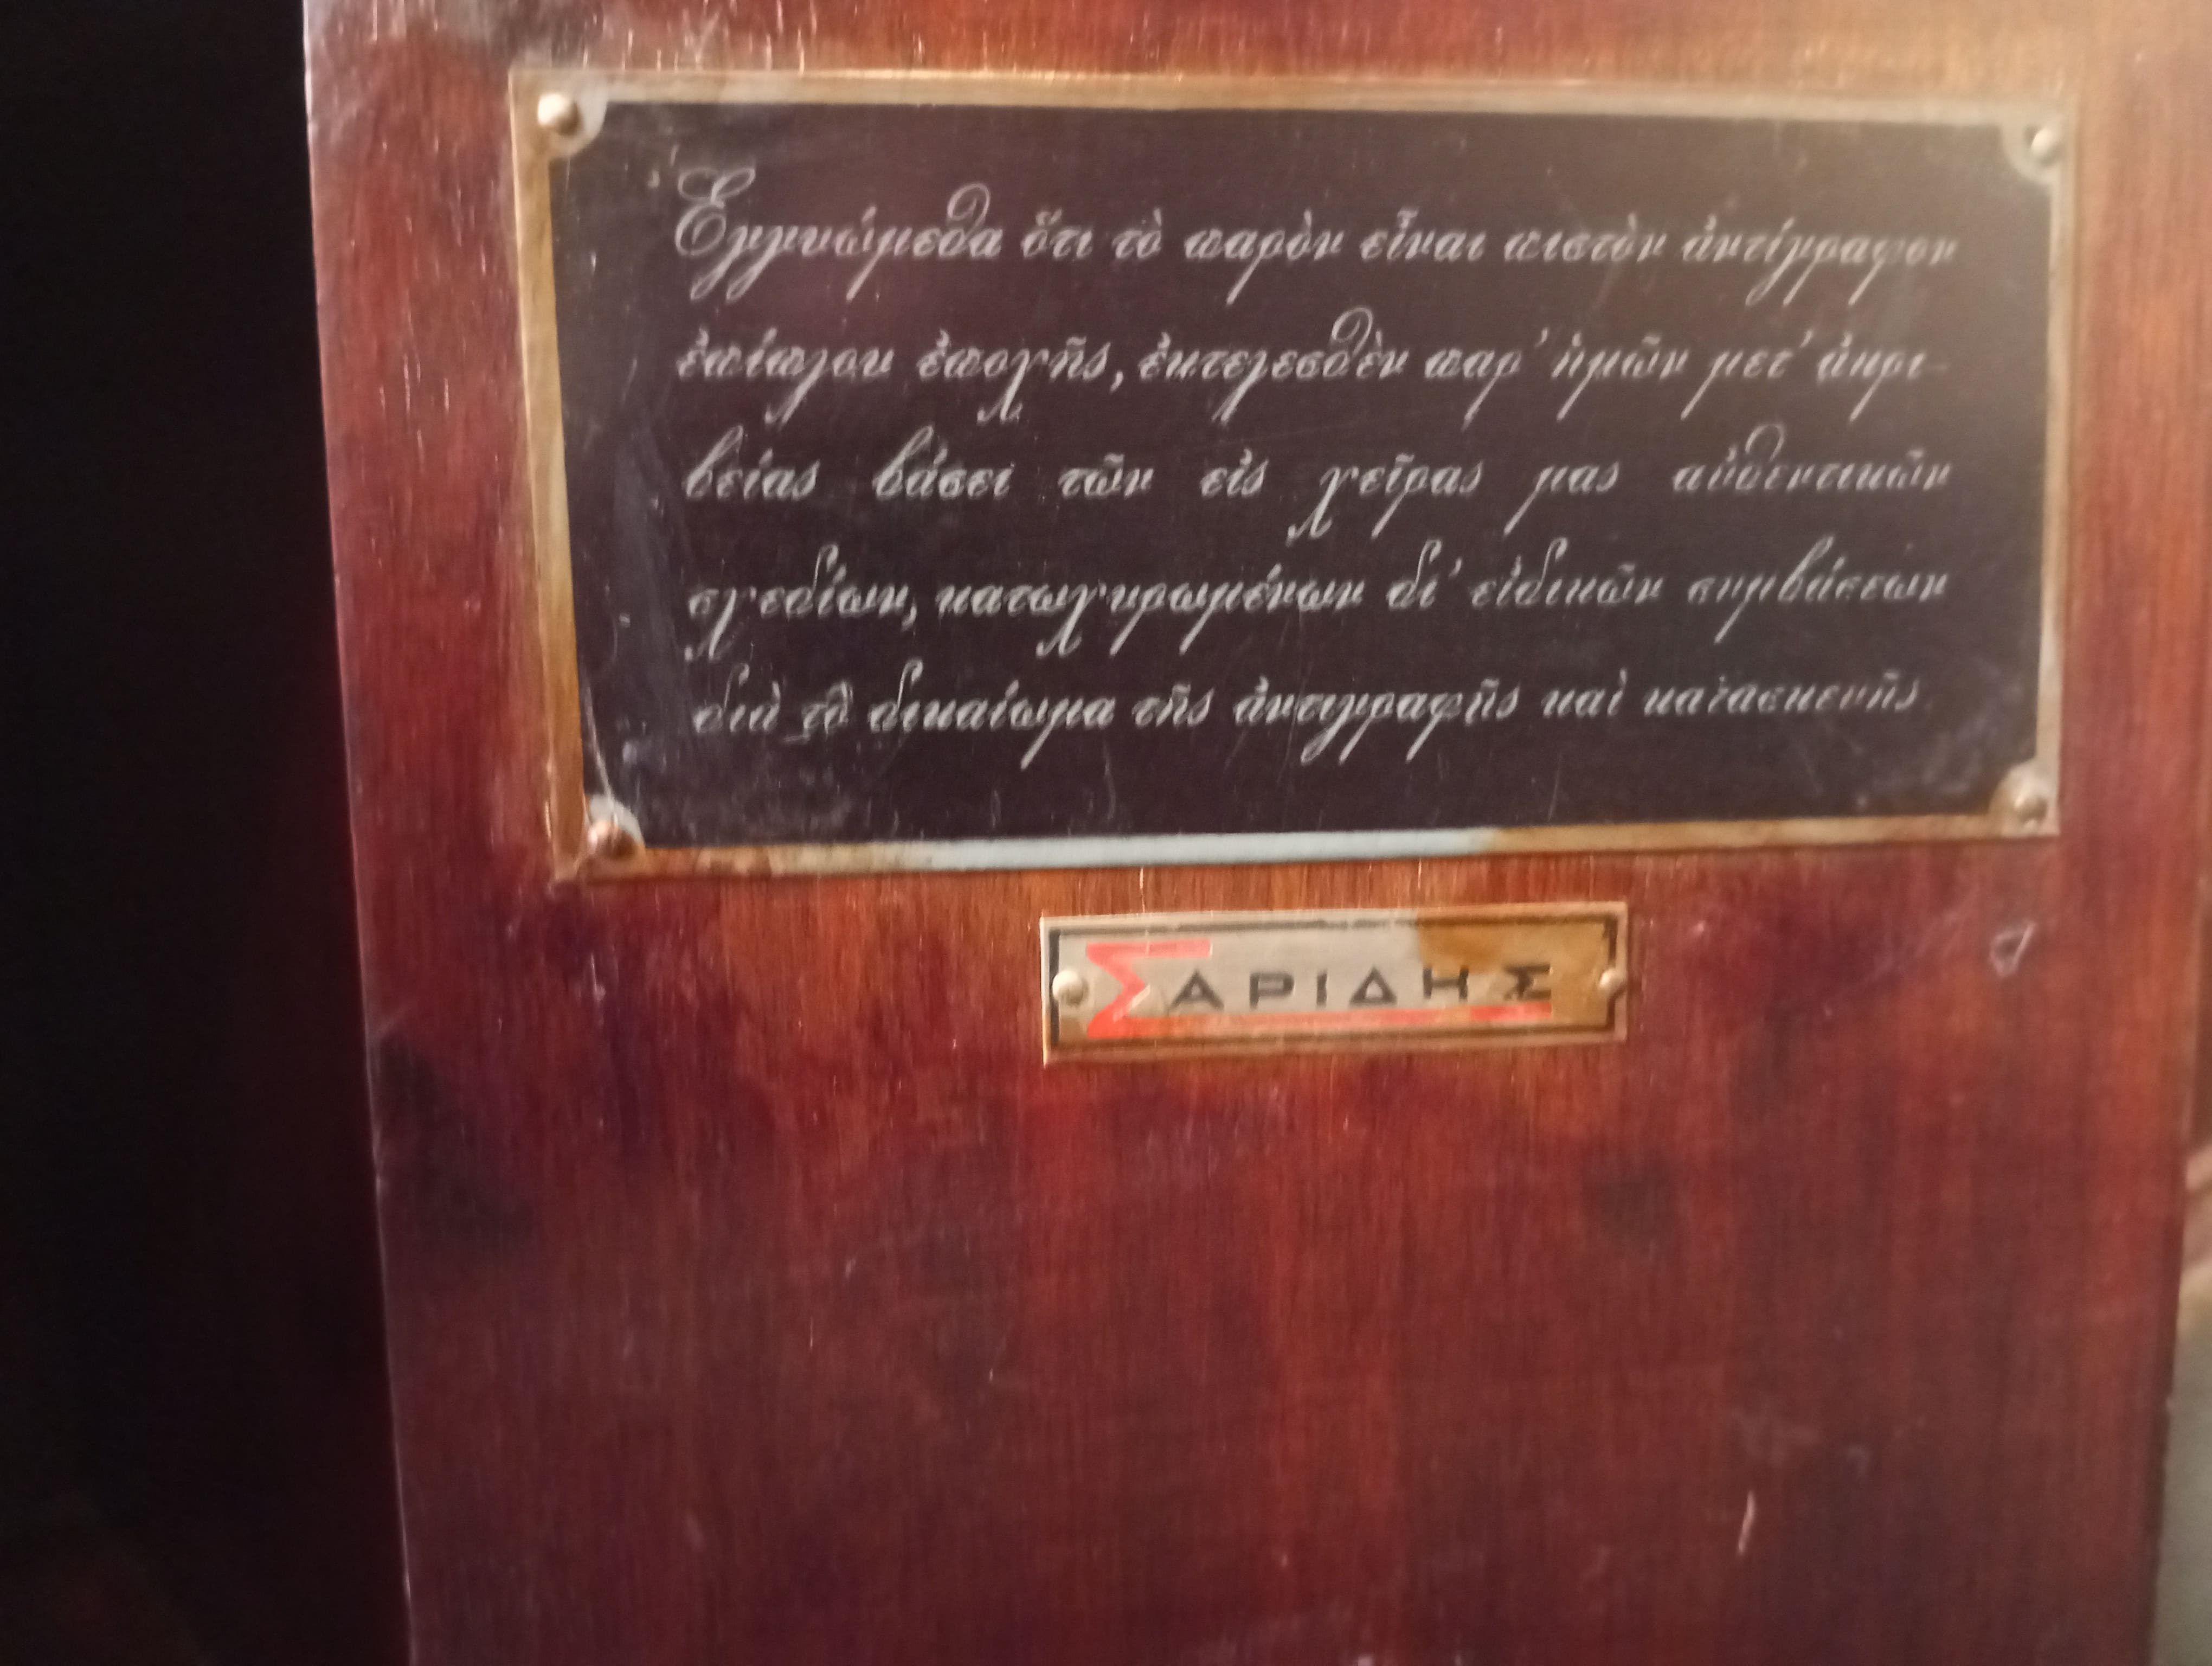 Ἐγγυώμεθα ὅτι τὸ παρὸν εἶναι πιστὸν ἀντίγραφον
ἐπίπλου ἐποχῆς, ἐκτελεσθὲν παρ' ἡμῶν μετ' ἀκρι-
βείας βάσει τῶν εἰς χεῖρας μας αὐθεντικῶν
σχεδίων, κατωχυρωμένων δι' εἰδικῶν συμβάσεων
διὰ τὸ δικαίωμα τῆς ἀντιγραφῆς καὶ κατασκευῆς.
ΣΑΡΙΔΗΣ